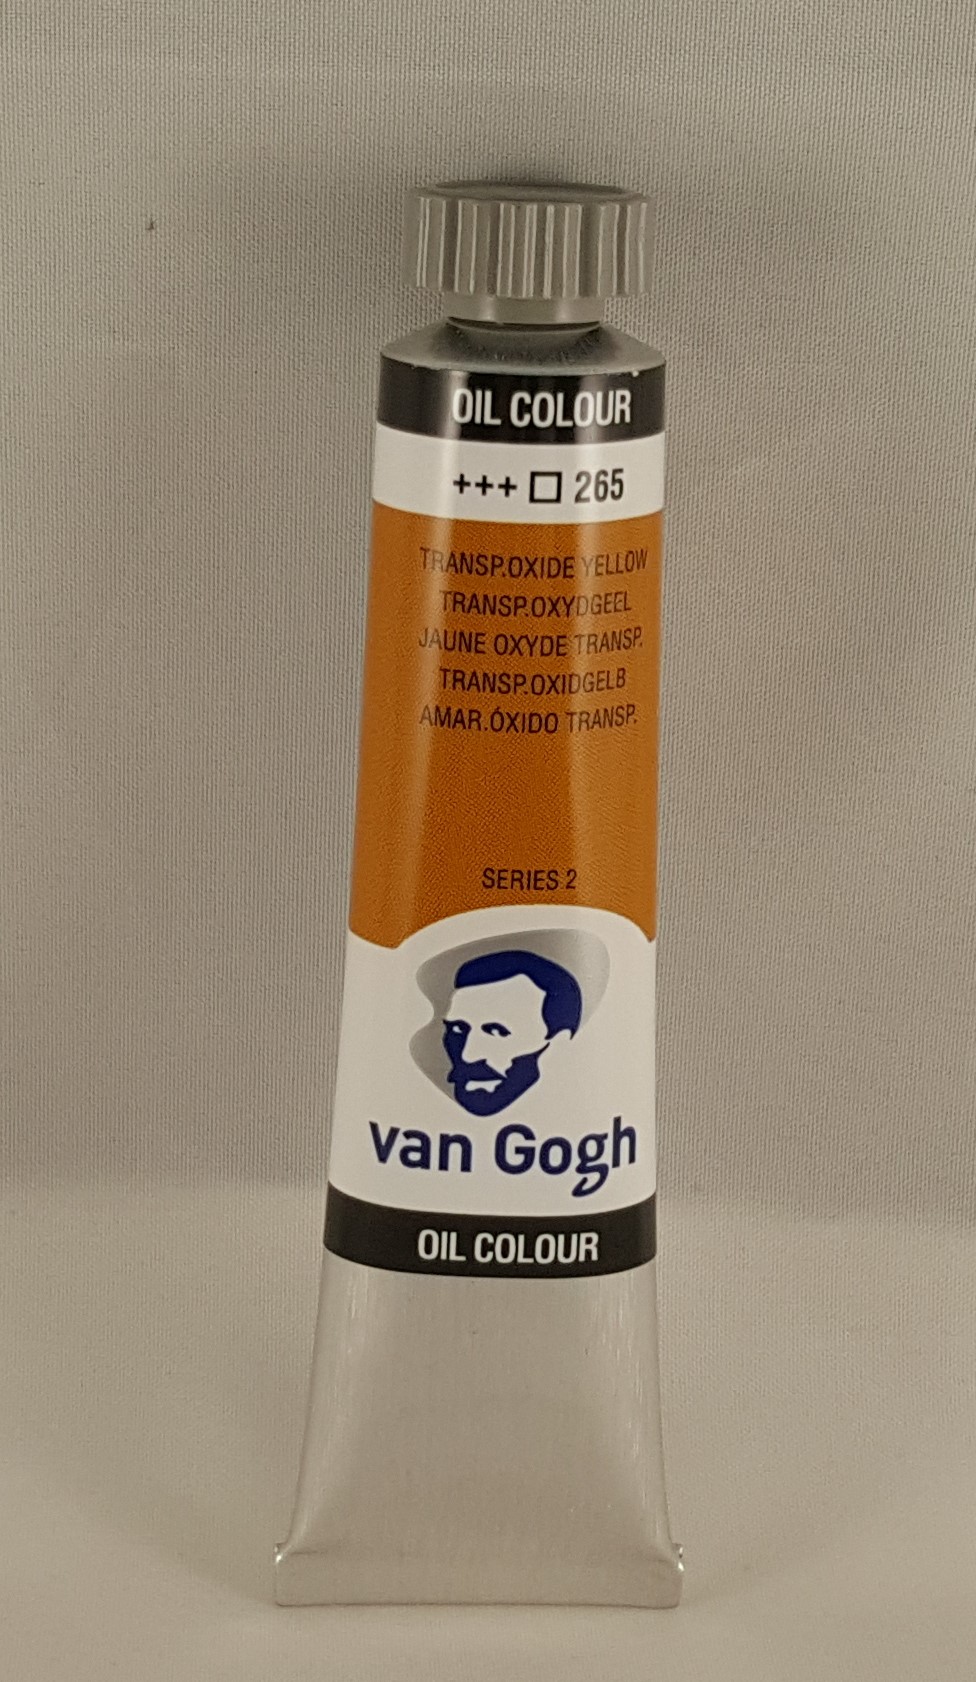 OIL COLOUR
+++ □ 265
TRANSP.OXIDE YELLOW
TRANSP.OXYDGEEL
JAUNE OXYDE TRANSP.
TRANSP.OXIDGELB
AMAR.ÓXIDO TRANSP.
SERIES 2
van Gogh
OIL COLOUR